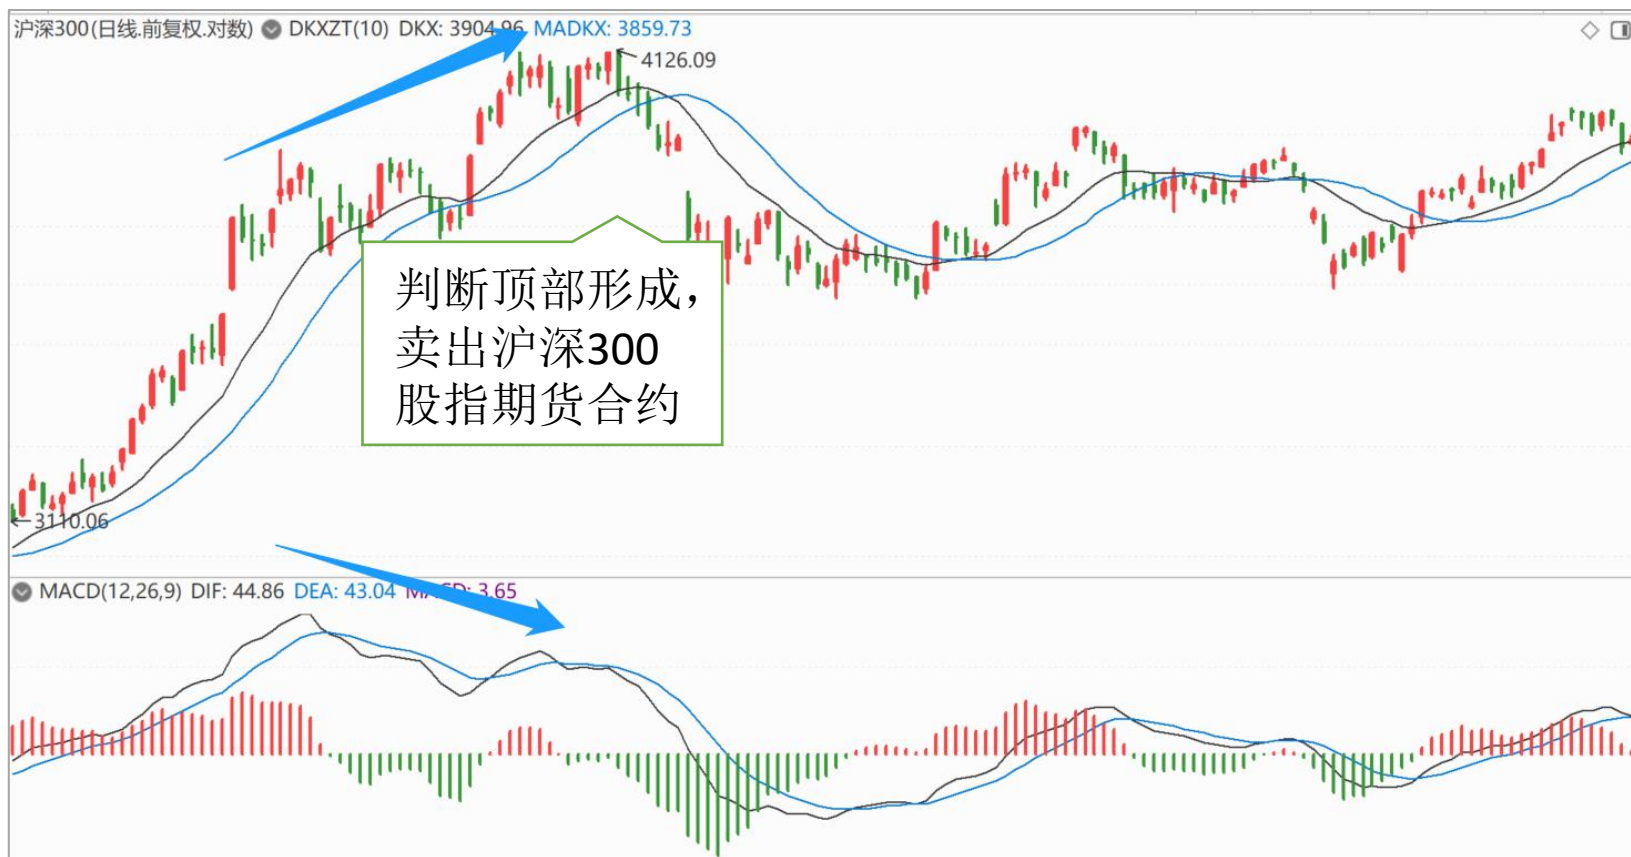 沪深300(日线.前复权.对数) DKXZT(10) DKX: 3904.96 MADKX: 3859.73
4126.09
判断顶部形成，
卖出沪深300
股指期货合约
3110.06
MACD(12,26,9) DIF: 44.86 DEA: 43.04 MACD: 3.65